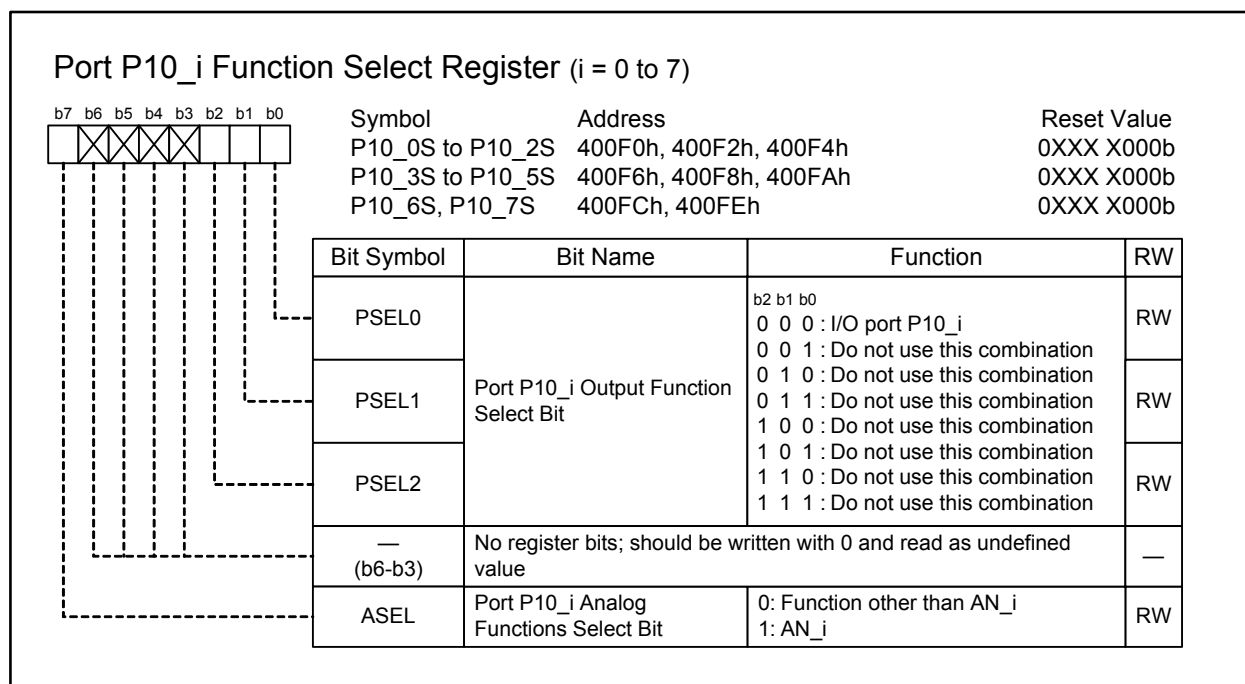 Port P10_i Function Select Register (i = 0 to 7)
b7 b6 b5 b4 b3 b2 b1 b0
Symbol Address Reset Value
P10_0S to P10_2S 400F0h, 400F2h, 400F4h 0XXX X000b
P10_3S to P10_5S 400F6h, 400F8h, 400FAh 0XXX X000b
P10_6S, P10_7S 400FCh, 400FEh 0XXX X000b
Bit Symbol Bit Name Function RW
PSEL0
PSEL1
PSEL2
Port P10_i Output Function
Select Bit
b2 b1 b0
0 0 0 : I/O port P10_i
0 0 1 : Do not use this combination
0 1 0 : Do not use this combination
0 1 1 : Do not use this combination
1 0 0 : Do not use this combination
1 0 1 : Do not use this combination
1 1 0 : Do not use this combination
1 1 1 : Do not use this combination
RW
RW
RW
—
(b6-b3)
No register bits; should be written with 0 and read as undefined
value
—
ASEL
Port P10_i Analog
Functions Select Bit
0: Function other than AN_i
1: AN_i
RW